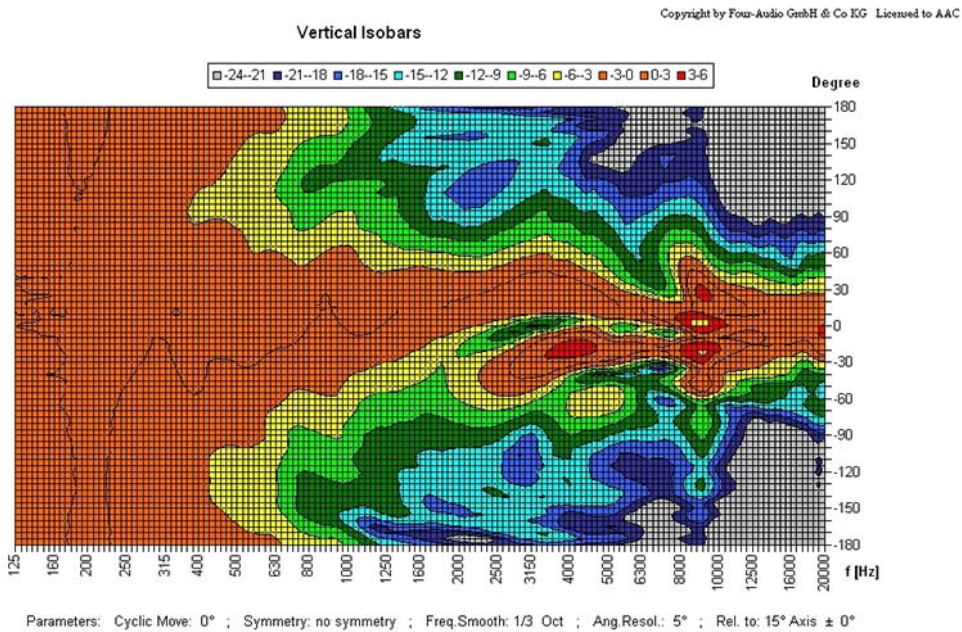 Copyright by Four-Audio GmbH & Co KG Licensed to AAC
Vertical Isobars
-24--21 -21--18 -18--15 -15--12 -12--9 -9--6 -6--3 -3-0 0-3 3-6
Degree
180
150
120
90
60
30
0
-30
-60
-90
-120
-150
-180
125 160 200 250 315 400 500 630 800 1000 1250 1600 2000 2500 3150 4000 5000 6300 8000 10000 12500 16000 20000
f [Hz]
Parameters: Cyclic Move: 0° ; Symmetry: no symmetry ; Freq.Smooth: 1/3 Oct ; Ang.Resol.: 5° ; Rel. to: 15° Axis ± 0°